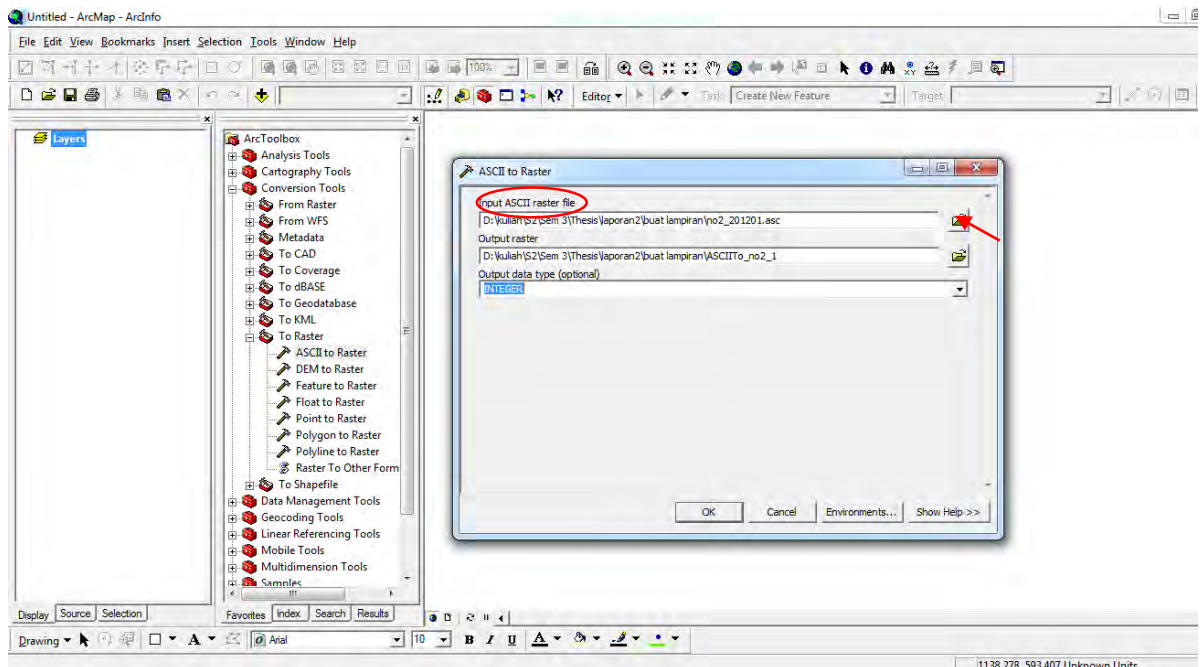 Untitled - ArcMap - ArcInfo
File Edit View Bookmarks Insert Selection Tools Window Help
100%
Editor Task: Create New Feature Target:
Layers
ArcToolbox
Analysis Tools
Cartography Tools
Conversion Tools
From Raster
From WFS
Metadata
To CAD
To Coverage
To dBASE
To Geodatabase
To KML
To Raster
ASCII to Raster
DEM to Raster
Feature to Raster
Float to Raster
Point to Raster
Polygon to Raster
Polyline to Raster
Raster To Other Form
To Shapefile
Data Management Tools
Geocoding Tools
Linear Referencing Tools
Mobile Tools
Multidimension Tools
Samples
ASCII to Raster
Input ASCII raster file
D:\kuliah\S2\Sem 3\Thesis\laporan2\buat lampiran\no2_201201.asc
Output raster
D:\kuliah\S2\Sem 3\Thesis\laporan2\buat lampiran\ASCIITo_no2_1
Output data type (optional)
INTEGER
OK Cancel Environments... Show Help >>
Display Source Selection
Favorites Index Search Results
Drawing A Arial 10 B I U A
1138,278 593,407 Unknown Units